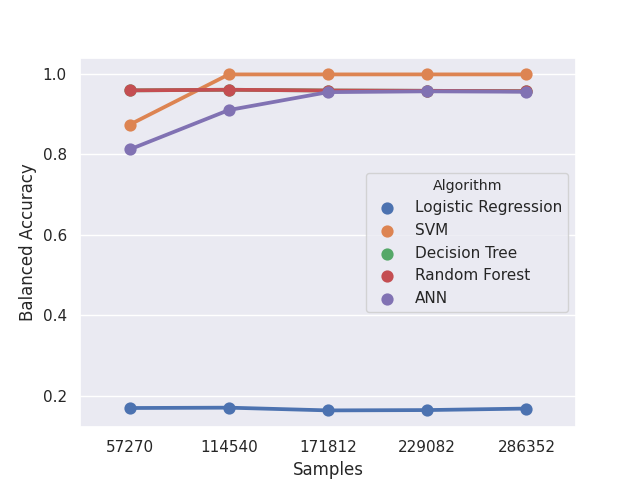 1.0
0.8
0.6
0.4
0.2
Balanced Accuracy
Algorithm
Logistic Regression
SVM
Decision Tree
Random Forest
ANN
57270 114540 171812 229082 286352
Samples